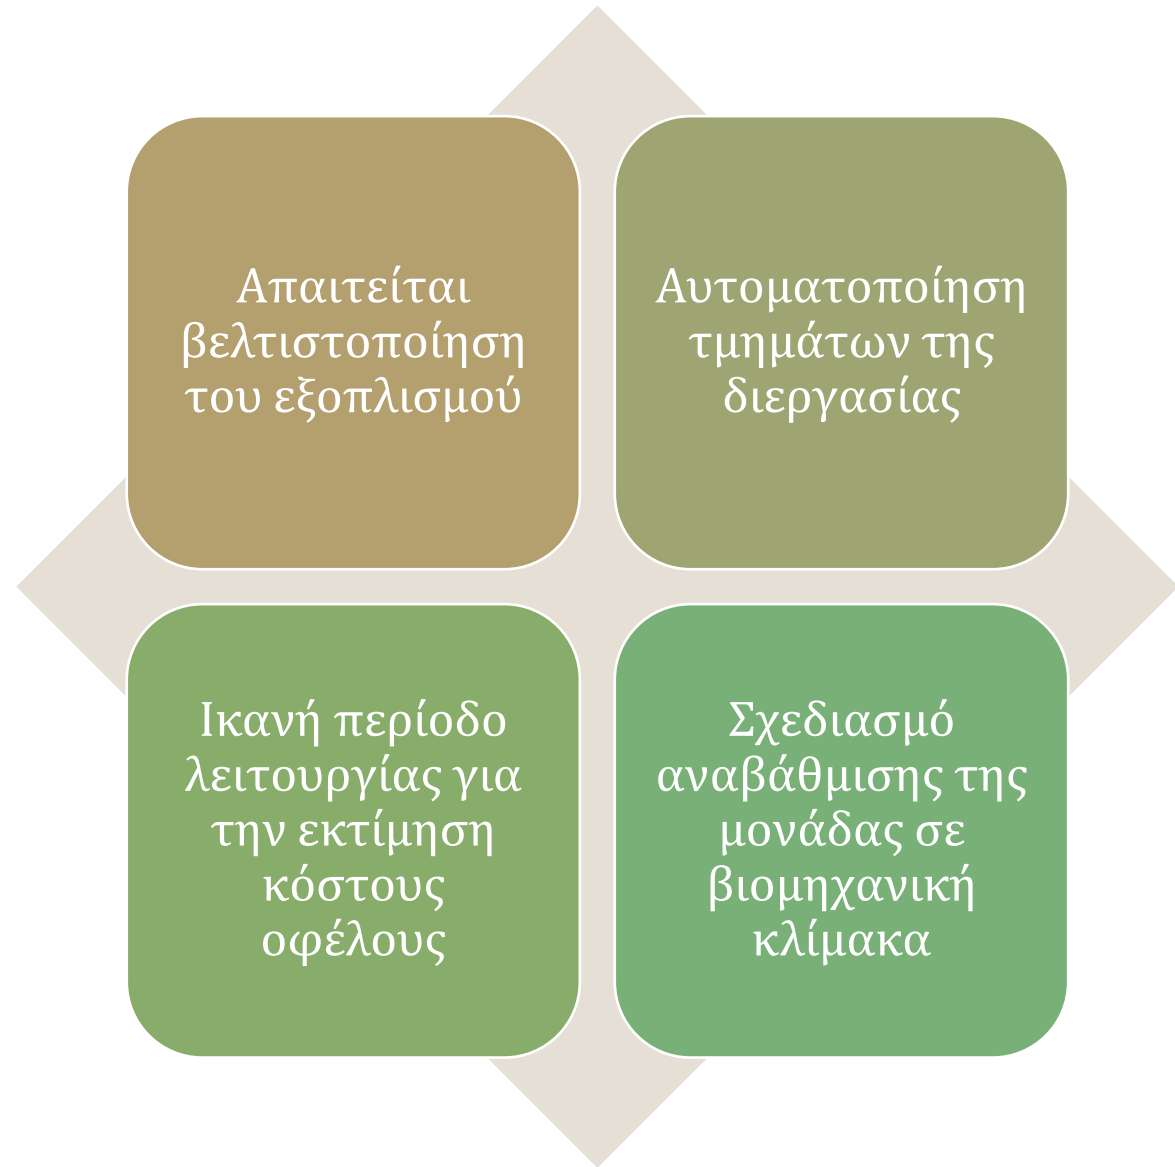 Απαιτείται
βελτιστοποίηση
του εξοπλισμού
Αυτοματοποίηση
τμημάτων της
διεργασίας
Ικανή περίοδο
λειτουργίας για
την εκτίμηση
κόστους
οφέλους
Σχεδιασμό
αναβάθμισης της
μονάδας σε
βιομηχανική
κλίμακα